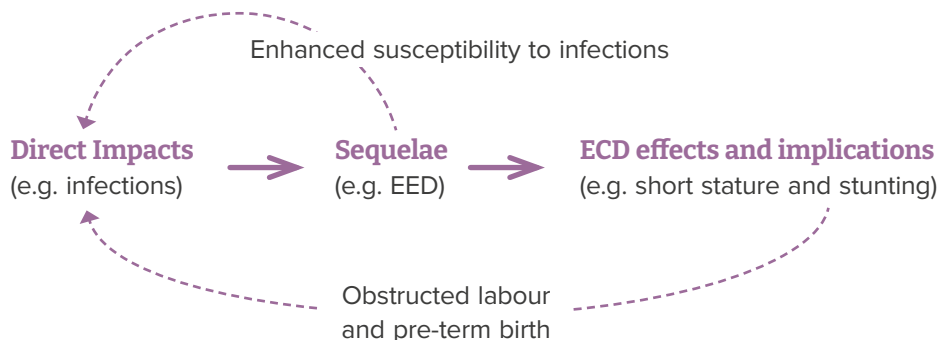 Enhanced susceptibility to infections
Direct Impacts
(e.g. infections)
Sequelae
(e.g. EED)
ECD effects and implications
(e.g. short stature and stunting)
Obstructed labour
and pre-term birth